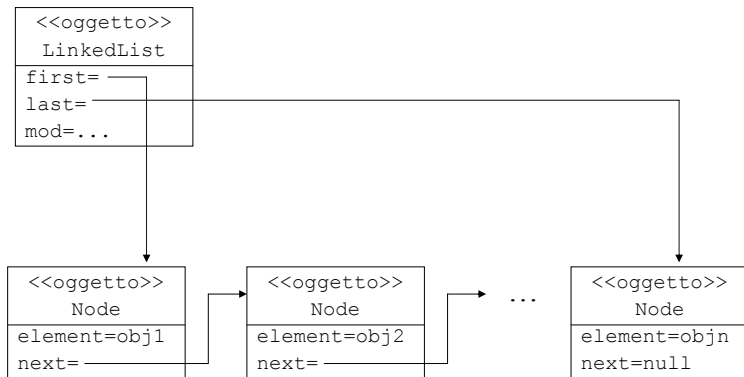 <<oggetto>>
LinkedList
first=
last=
mod=...
<<oggetto>>
Node
element=obj1
next=
<<oggetto>>
Node
element=obj2
next=
...
<<oggetto>>
Node
element=objn
next=null